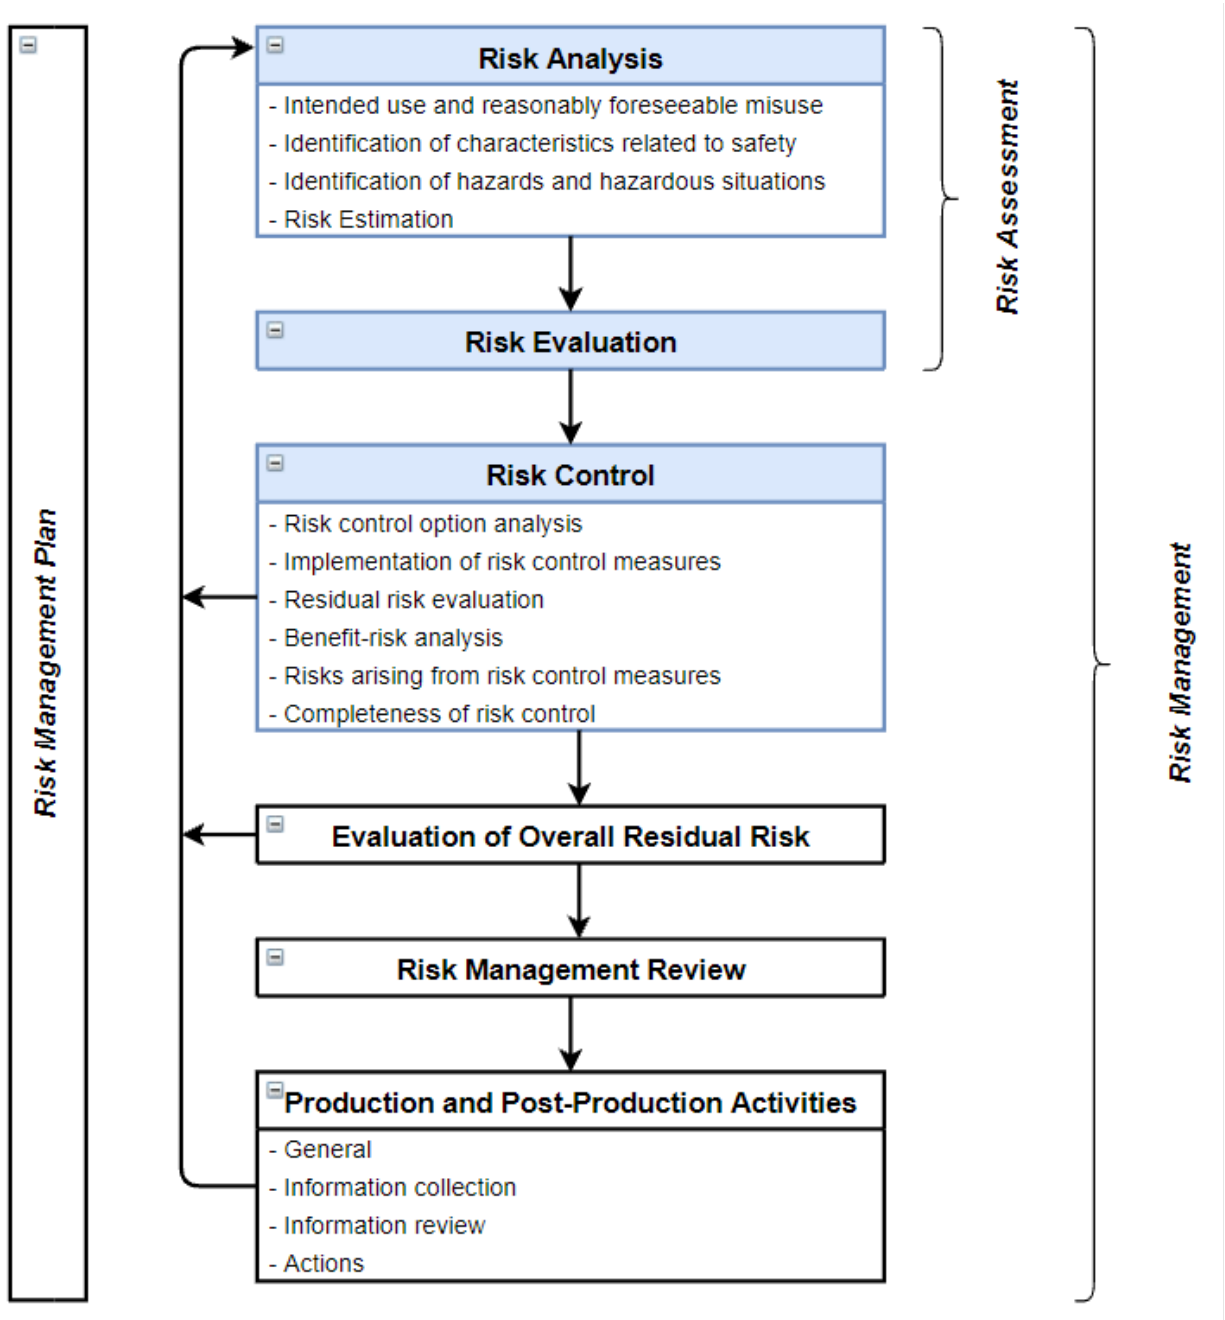 Risk Management Plan
Risk Analysis
- Intended use and reasonably foreseeable misuse
- Identification of characteristics related to safety
- Identification of hazards and hazardous situations
- Risk Estimation
Risk Evaluation
Risk Control
- Risk control option analysis
- Implementation of risk control measures
- Residual risk evaluation
- Benefit-risk analysis
- Risks arising from risk control measures
- Completeness of risk control
Evaluation of Overall Residual Risk
Risk Management Review
Production and Post-Production Activities
- General
- Information collection
- Information review
- Actions
Risk Assessment
Risk Management